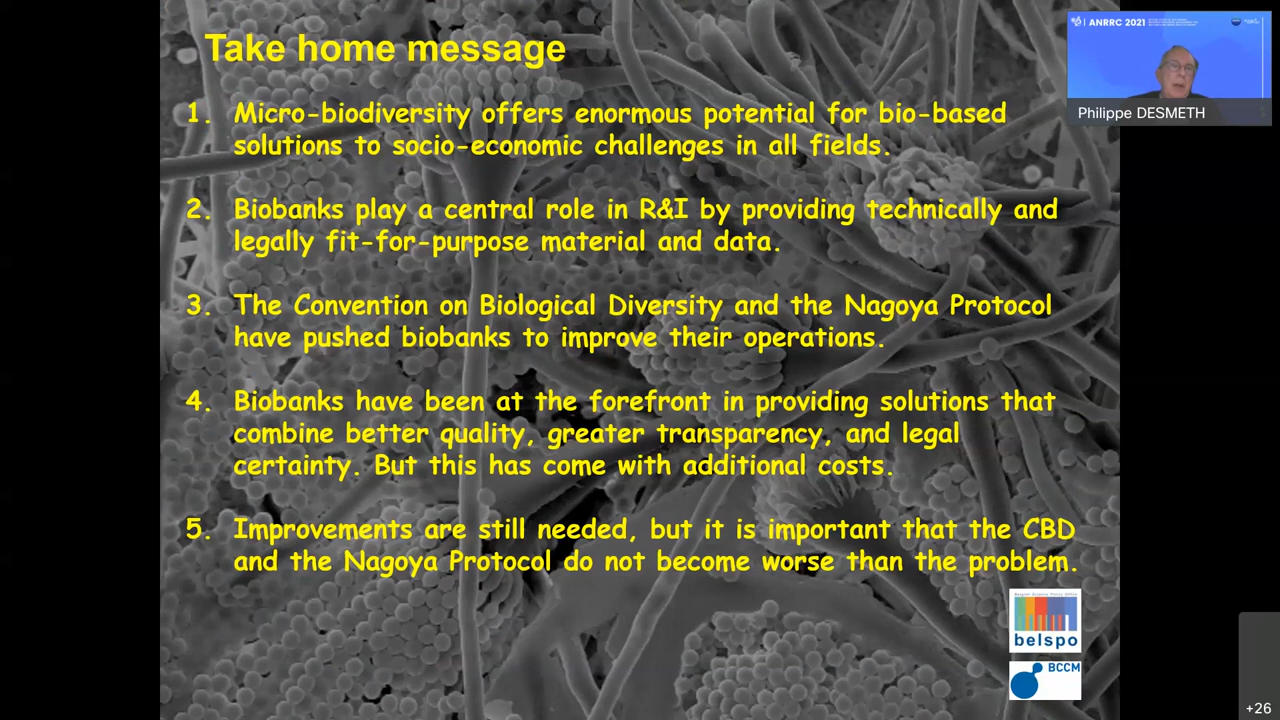 Take home message
1. Micro-biodiversity offers enormous potential for bio-based
solutions to socio-economic challenges in all fields.
2. Biobanks play a central role in R&I by providing technically and
legally fit-for-purpose material and data.
3. The Convention on Biological Diversity and the Nagoya Protocol
have pushed biobanks to improve their operations.
4. Biobanks have been at the forefront in providing solutions that
combine better quality, greater transparency, and legal
certainty. But this has come with additional costs.
5. Improvements are still needed, but it is important that the CBD
and the Nagoya Protocol do not become worse than the problem.
ANRRC 2021
Philippe DESMETH
Belgian Science Policy Office
belspo
BCCM
+26